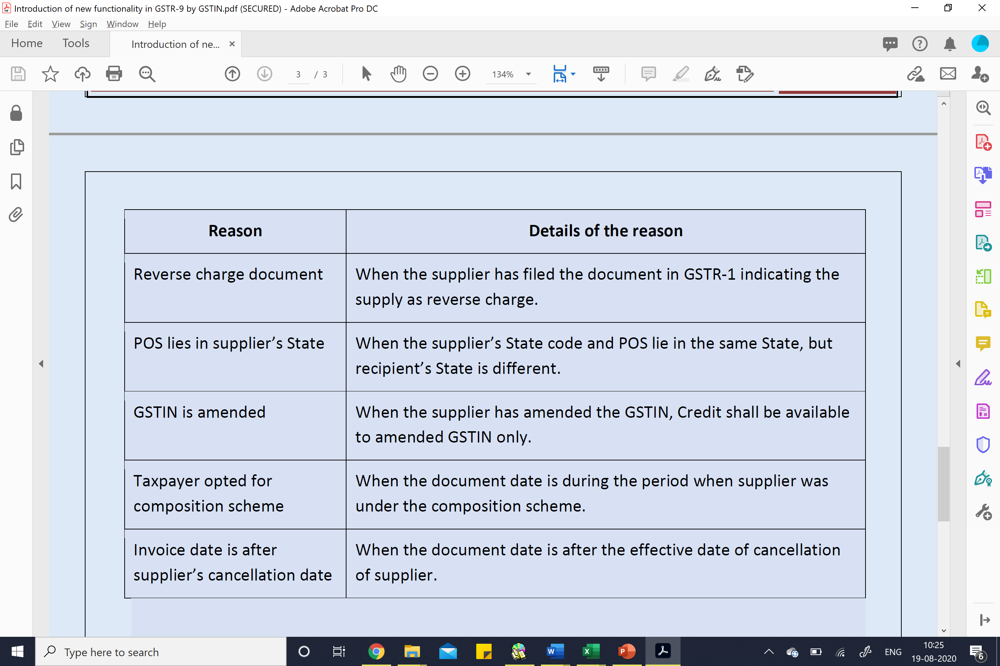 Introduction of new functionality in GSTR-9 by GSTIN.pdf (SECURED) - Adobe Acrobat Pro DC
File Edit View Sign Window Help
Home Tools Introduction of ne... ×
3 / 3 134%
Reason Details of the reason
Reverse charge document When the supplier has filed the document in GSTR-1 indicating the
supply as reverse charge.
POS lies in supplier’s State When the supplier’s State code and POS lie in the same State, but
recipient’s State is different.
GSTIN is amended When the supplier has amended the GSTIN, Credit shall be available
to amended GSTIN only.
Taxpayer opted for When the document date is during the period when supplier was
composition scheme under the composition scheme.
Invoice date is after When the document date is after the effective date of cancellation
supplier’s cancellation date of supplier.
Type here to search
ENG
10:25
19-08-2020
6